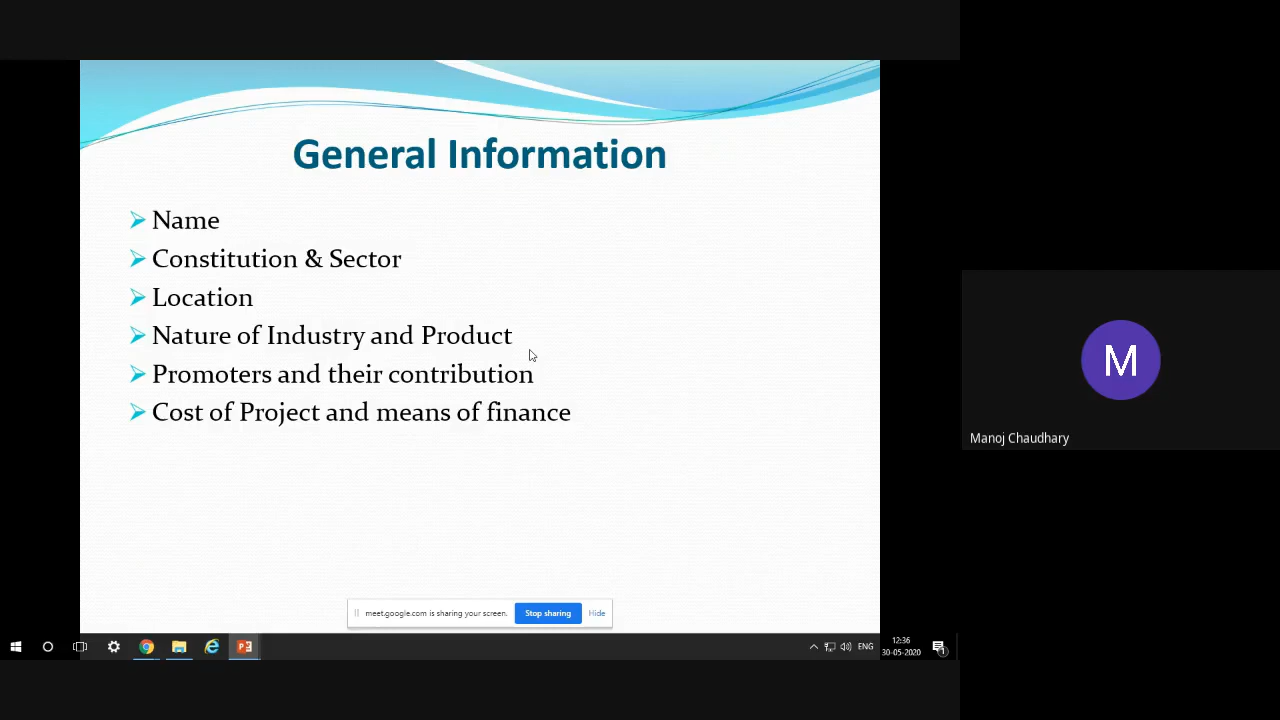 General Information
Name
Constitution & Sector
Location
Nature of Industry and Product
Promoters and their contribution
Cost of Project and means of finance
M
Manoj Chaudhary
meet.google.com is sharing your screen.
Stop sharing
Hide
ENG
12:36
30-05-2020
1